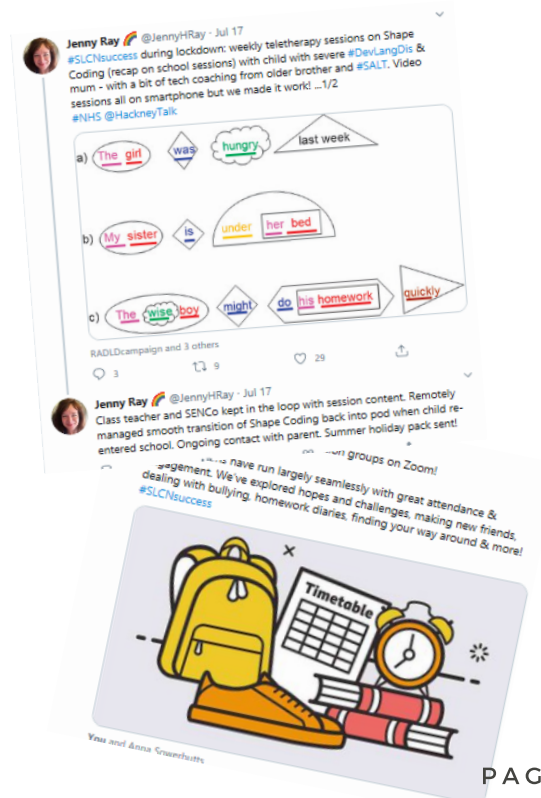 Jenny Ray 🌈 @JennyHRay · Jul 17
#SLCNsuccess during lockdown: weekly teletherapy sessions on Shape
Coding (recap on school sessions) with child with severe #DevLangDis &
mum - with a bit of tech coaching from older brother and #SALT. Video
sessions all on smartphone but we made it work! ...1/2
#NHS @HackneyTalk
a) The girl was hungry last week
b) My sister is under her bed
c) The wise boy might do his homework quickly
RADLDcampaign and 3 others
3 9 29
Jenny Ray 🌈 @JennyHRay · Jul 17
Class teacher and SENCo kept in the loop with session content. Remotely
managed smooth transition of Shape Coding back into pod when child re-
entered school. Ongoing contact with parent. Summer holiday pack sent!
groups on Zoom!
have run largely seamlessly with great attendance &
We've explored hopes and challenges, making new friends,
dealing with bullying, homework diaries, finding your way around & more!
#SLCNsuccess
Timetable
You and Anna Sowerbutts
PAG